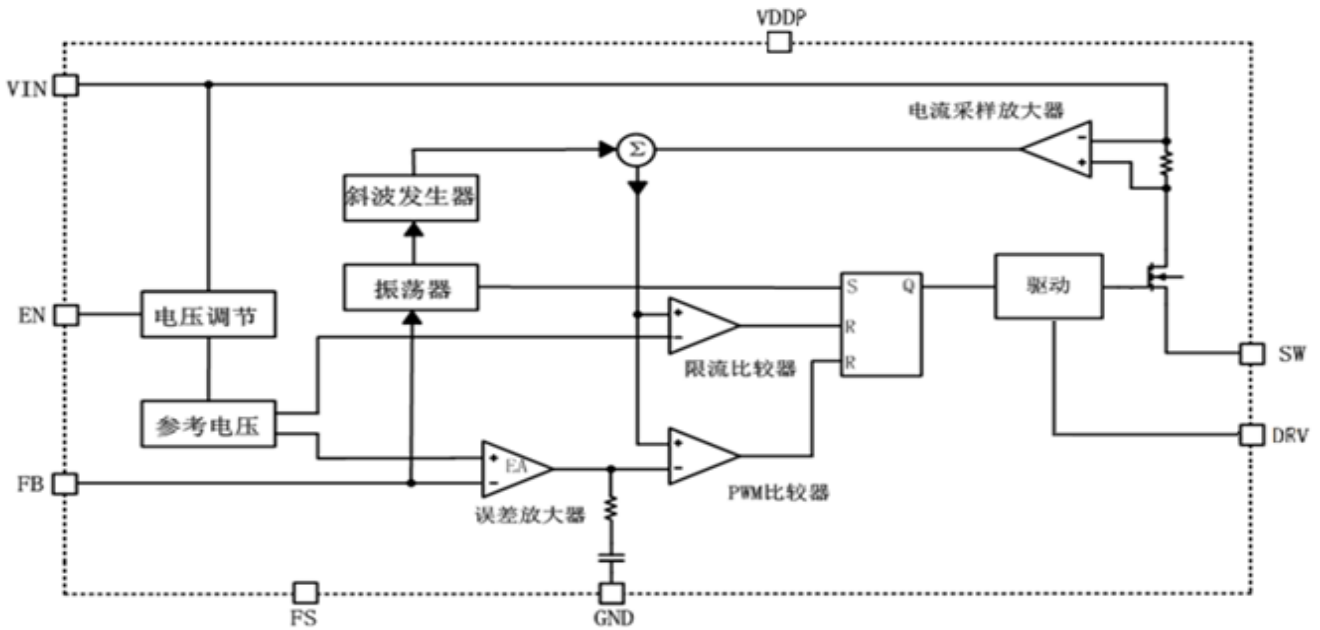 VDDP
VIN
电流采样放大器
-
+
Σ
斜波发生器
振荡器
S Q
驱动
EN
电压调节
+
-
R
限流比较器
R
SW
参考电压
DRV
+
EA
-
+
-
FB
误差放大器
PWM比较器
FS
GND